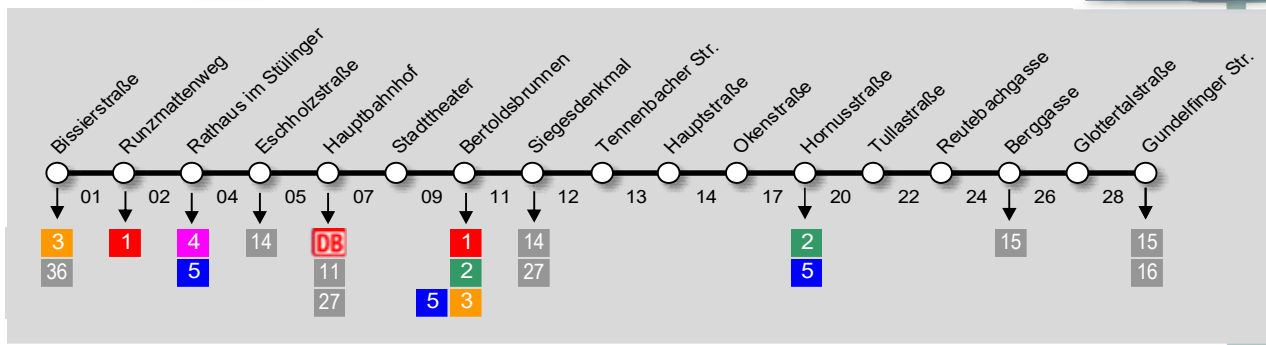 Bissierstraße
Runzmattenweg
Rathaus im Stülinger
Eschholzstraße
Hauptbahnhof
Stadttheater
Bertoldsbrunnen
Siegesdenkmal
Tennenbacher Str.
Hauptstraße
Okenstraße
Hornusstraße
Tullastraße
Reutebachgasse
Berggasse
Glottertalstraße
Gundelfinger Str.
01 02 04 05 07 09 11 12 13 14 17 20 22 24 26 28
3 1 4 14 DB 1 14 2 15 15
36 5 11 2 27 5 16
27 5 3